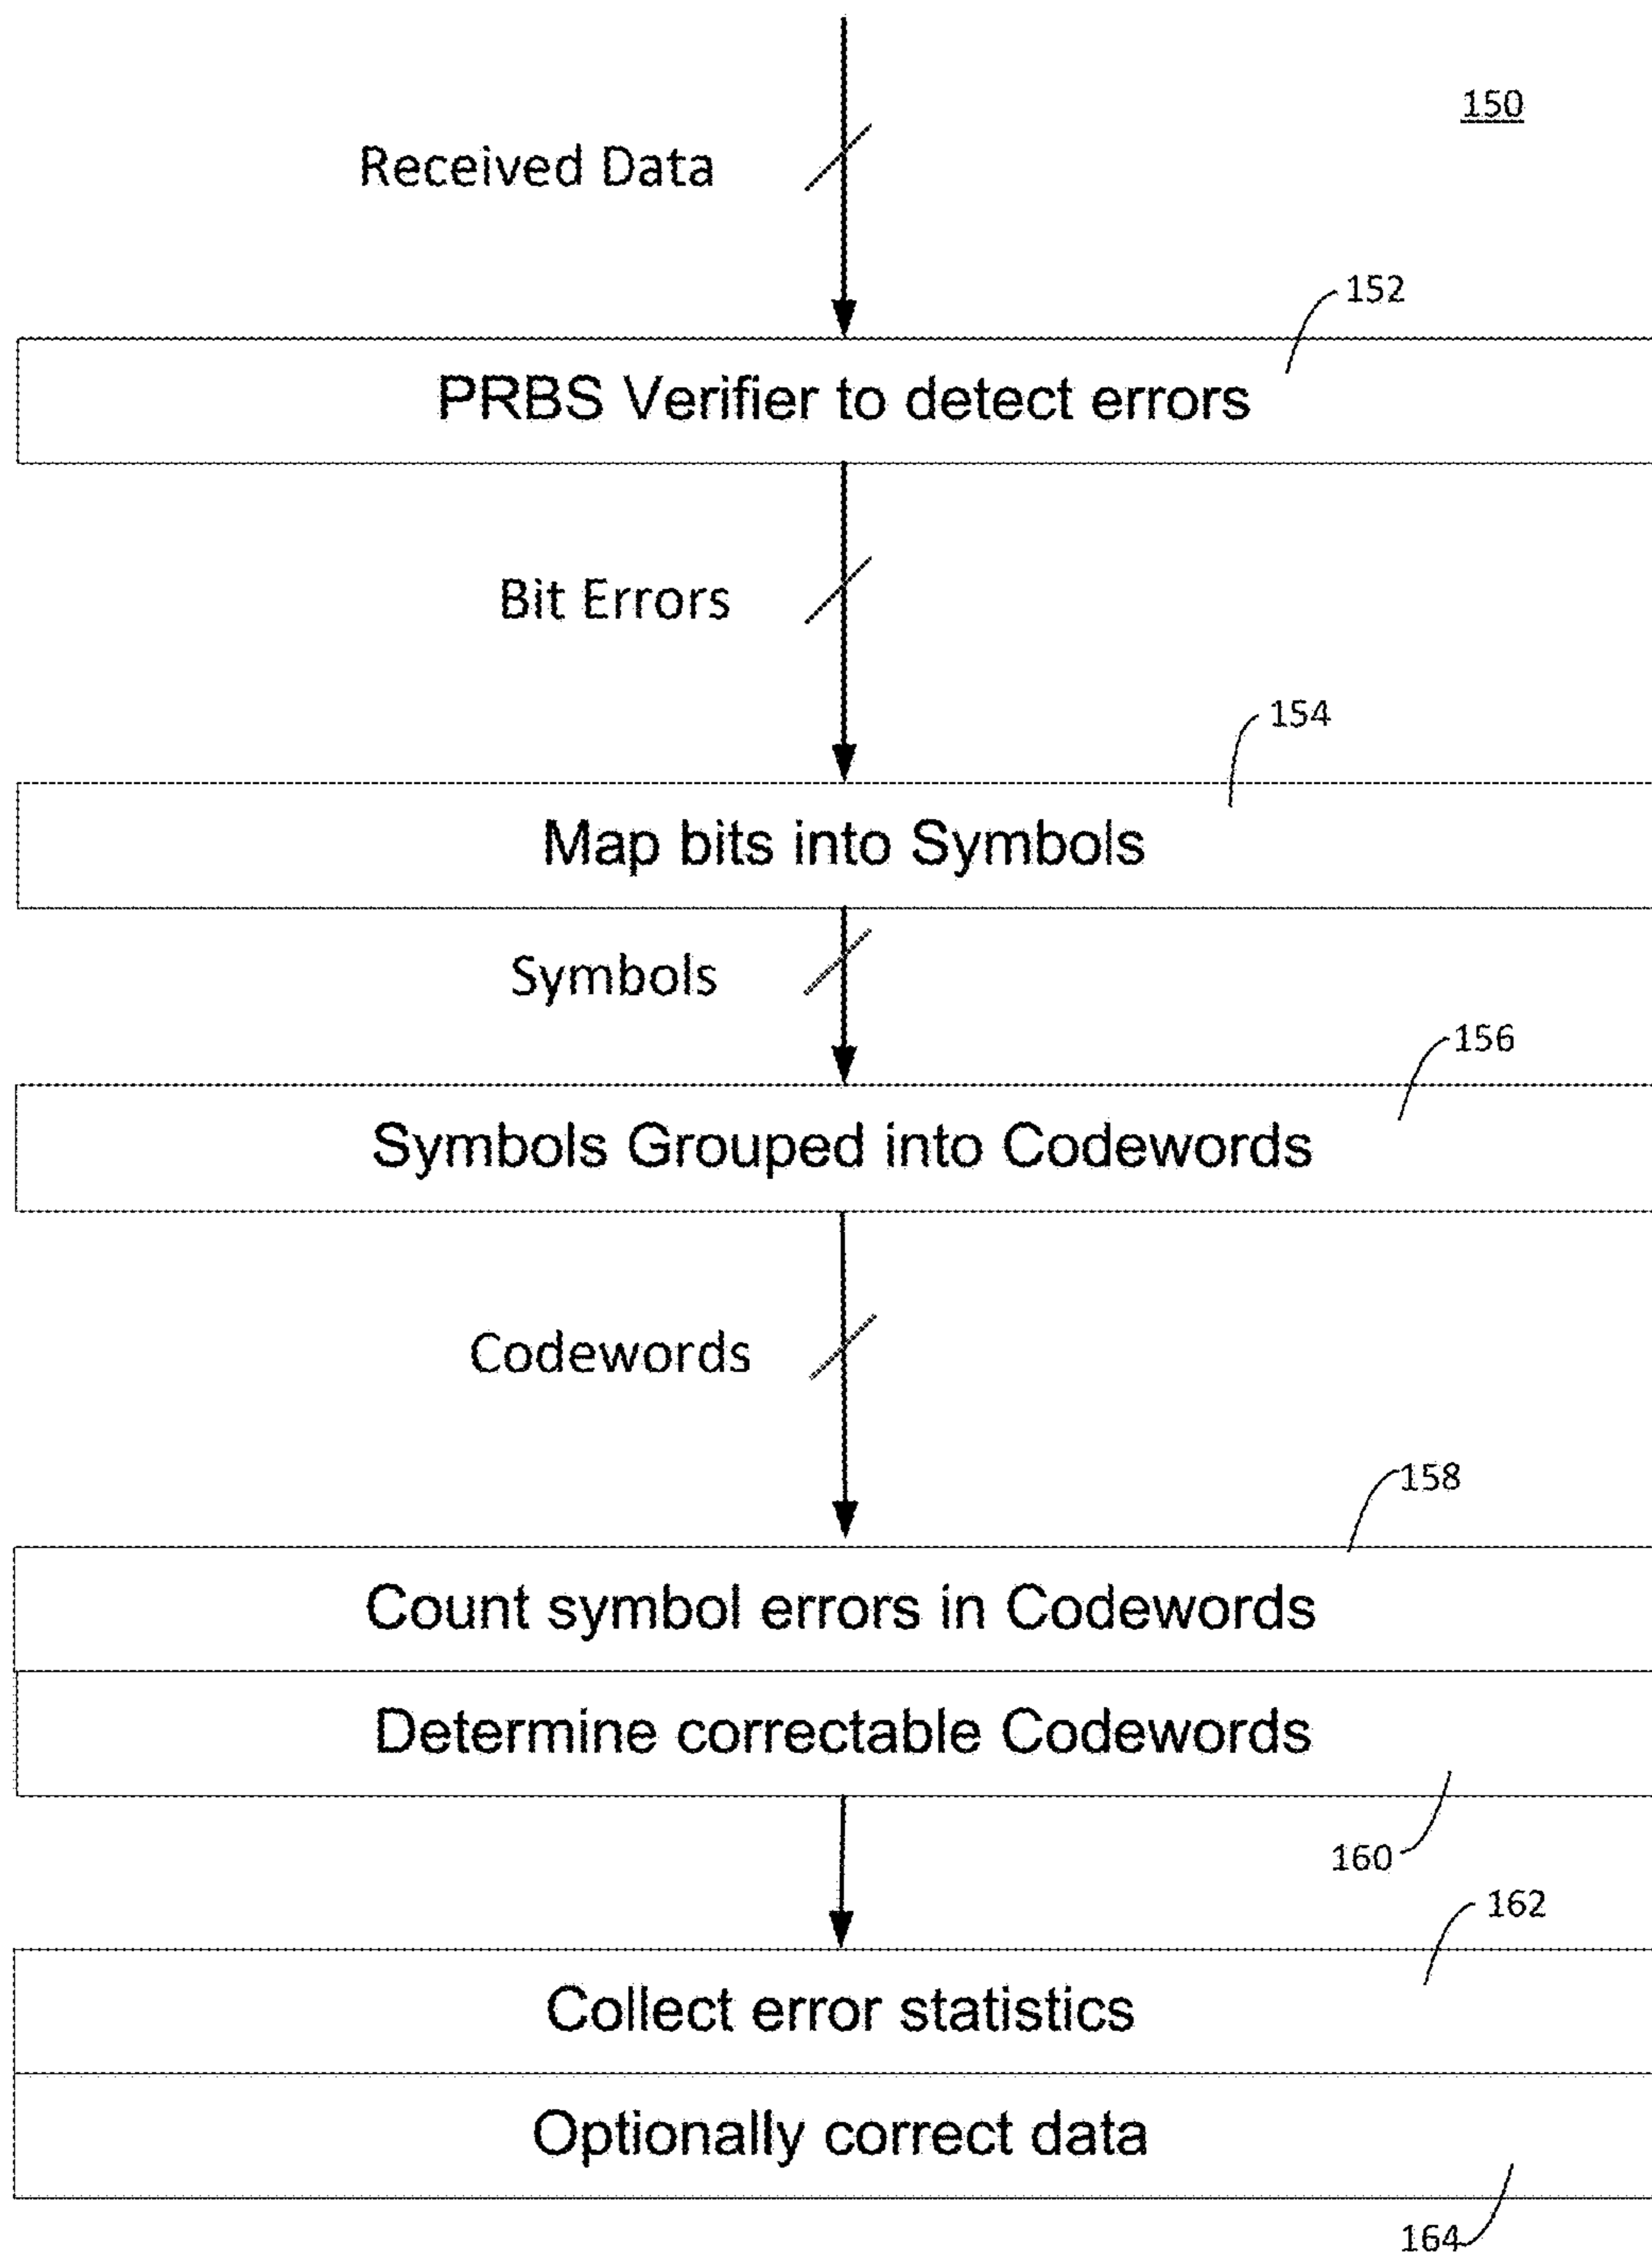 150
Received Data
152
PRBS Verifier to detect errors
Bit Errors
154
Map bits into Symbols
Symbols
156
Symbols Grouped into Codewords
Codewords
158
Count symbol errors in Codewords
Determine correctable Codewords
160
162
Collect error statistics
Optionally correct data
164